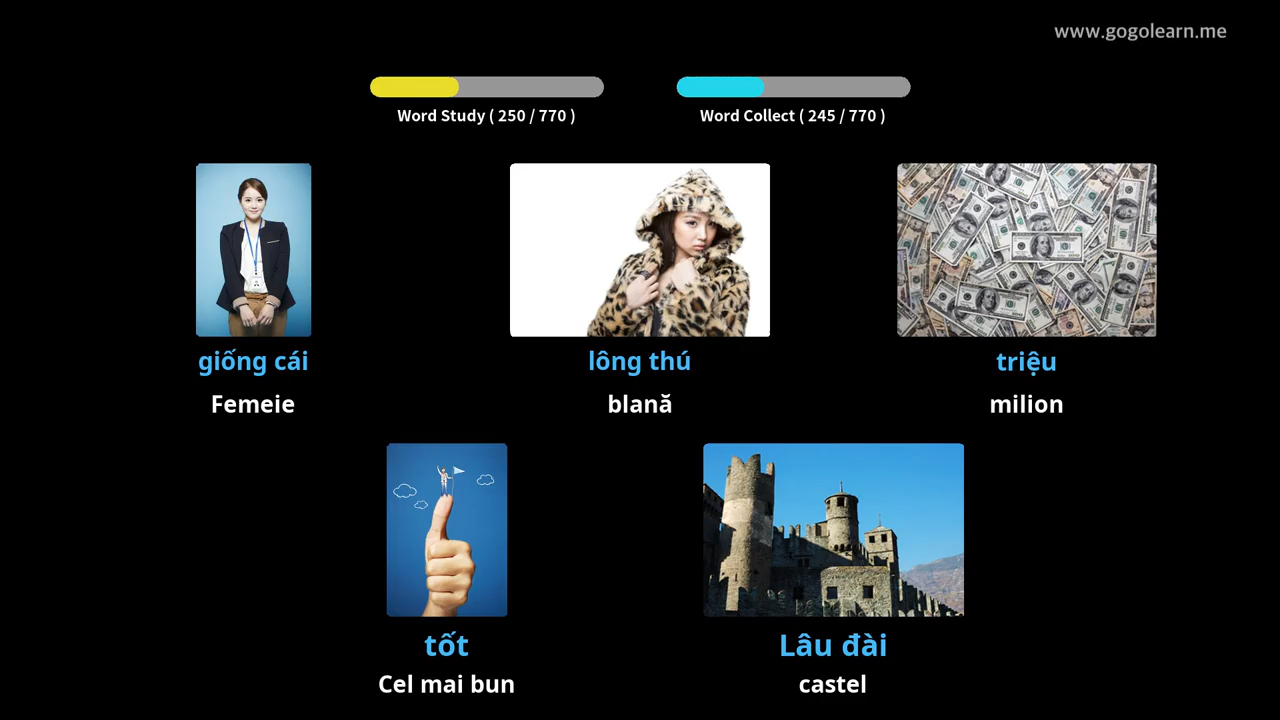 www.gogolearn.me
Word Study ( 250 / 770 )
Word Collect ( 245 / 770 )
giống cái
Femeie
lông thú
blană
triệu
milion
tốt
Cel mai bun
Lâu đài
castel